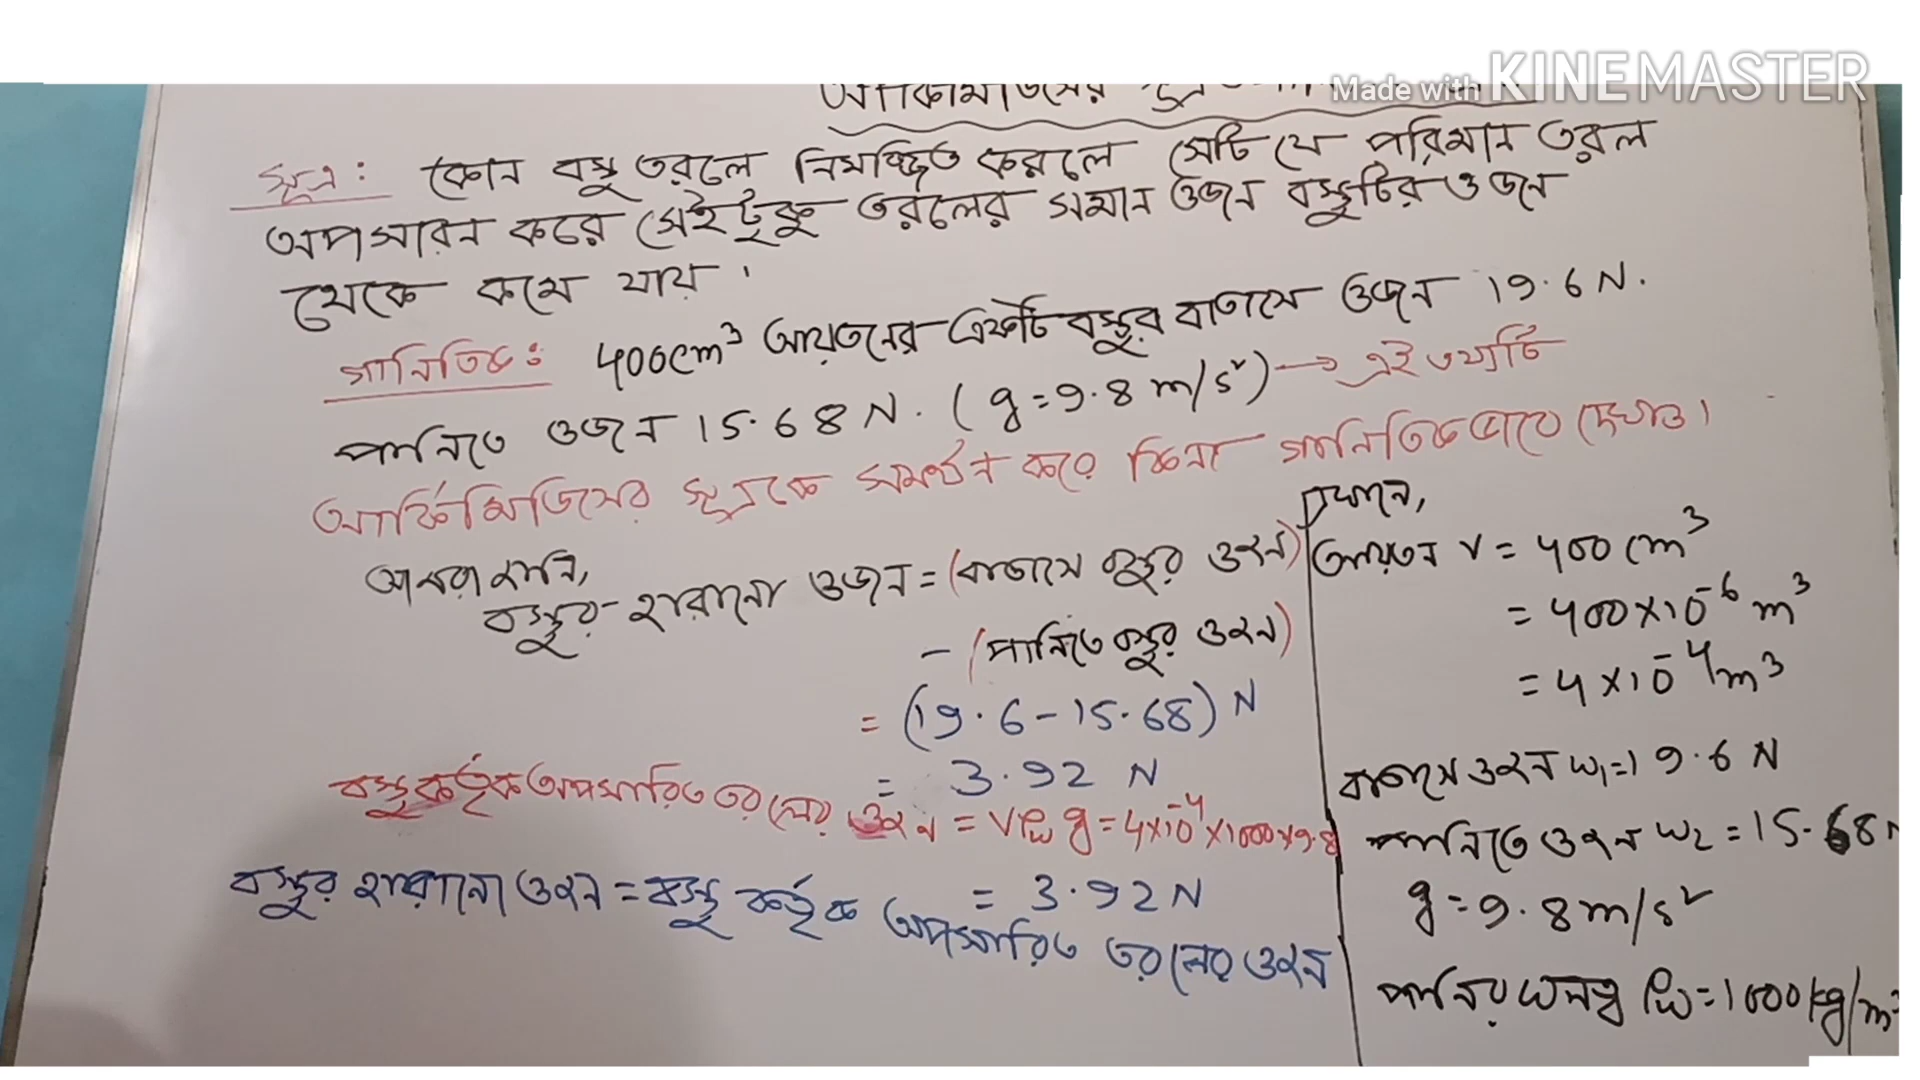 Made with KINEMASTER
সূত্র: কোন বস্তু তরলে নিমজ্জিত করলে সেটি যে পরিমান তরল
অপসারন করে সেইটুকু তরলের সমান ওজন বস্তুটির ওজন
থেকে কমে যায়।
গানিতিক: 400cm³ আয়তনের একটি বস্তুর বাতাসে ওজন 19.6 N.
পানিতে ওজন 15.68 N. (g=9.8 m/s²) → এই তথ্যটি
আর্কিমিডিসের সূত্রকে সমর্থন করে কিনা গানিতিকভাবে দেখাও।
আমরা জানি,
বস্তুর হারানো ওজন = (বাতাসে বস্তুর ওজন)
- (পানিতে বস্তুর ওজন)
= (19.6 - 15.68) N
= 3.92 N
বস্তু কর্তৃক অপসারিত তরলের ওজন = Vρwg = 4×10⁻⁴×1000×9.8
= 3.92 N
বস্তুর হারানো ওজন = বস্তু কর্তৃক অপসারিত তরলের ওজন
এখানে,
আয়তন V = 400 cm³
= 400×10⁻⁶ m³
= 4×10⁻⁴ m³
বাতাসে ওজন w₁=19.6 N
পানিতে ওজন w₂ = 15.68 N
g = 9.8 m/s²
পানির ঘনত্ব ρw = 1000 kg/m³